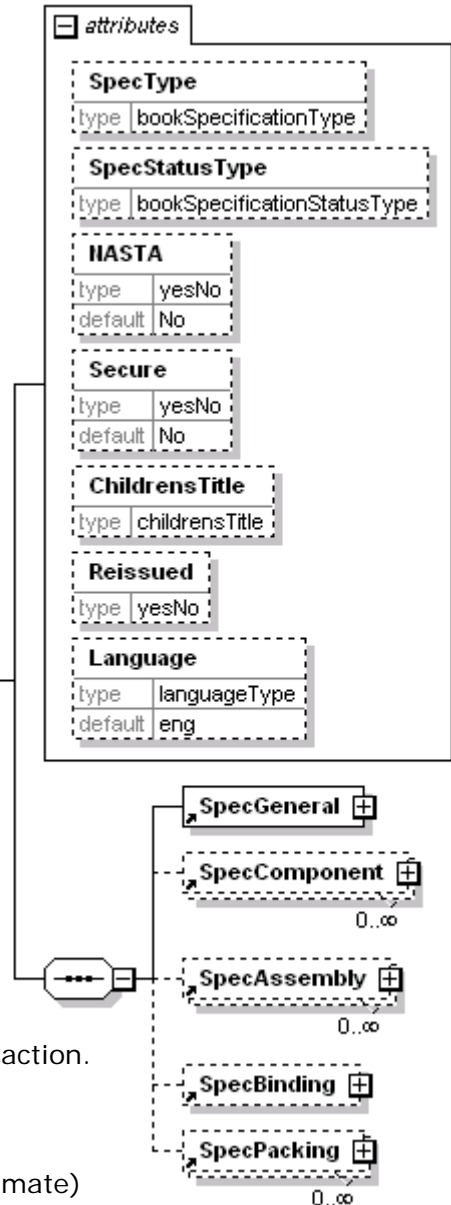 attributes
SpecType
type bookSpecificationType
SpecStatusType
type bookSpecificationStatusType
NASTA
type yesNo
default No
Secure
type yesNo
default No
ChildrensTitle
type childrensTitle
Reissued
type yesNo
Language
type languageType
default eng
SpecGeneral
SpecComponent
0..∞
SpecAssembly
0..∞
action.
SpecBinding
SpecPacking
mate)
0..∞